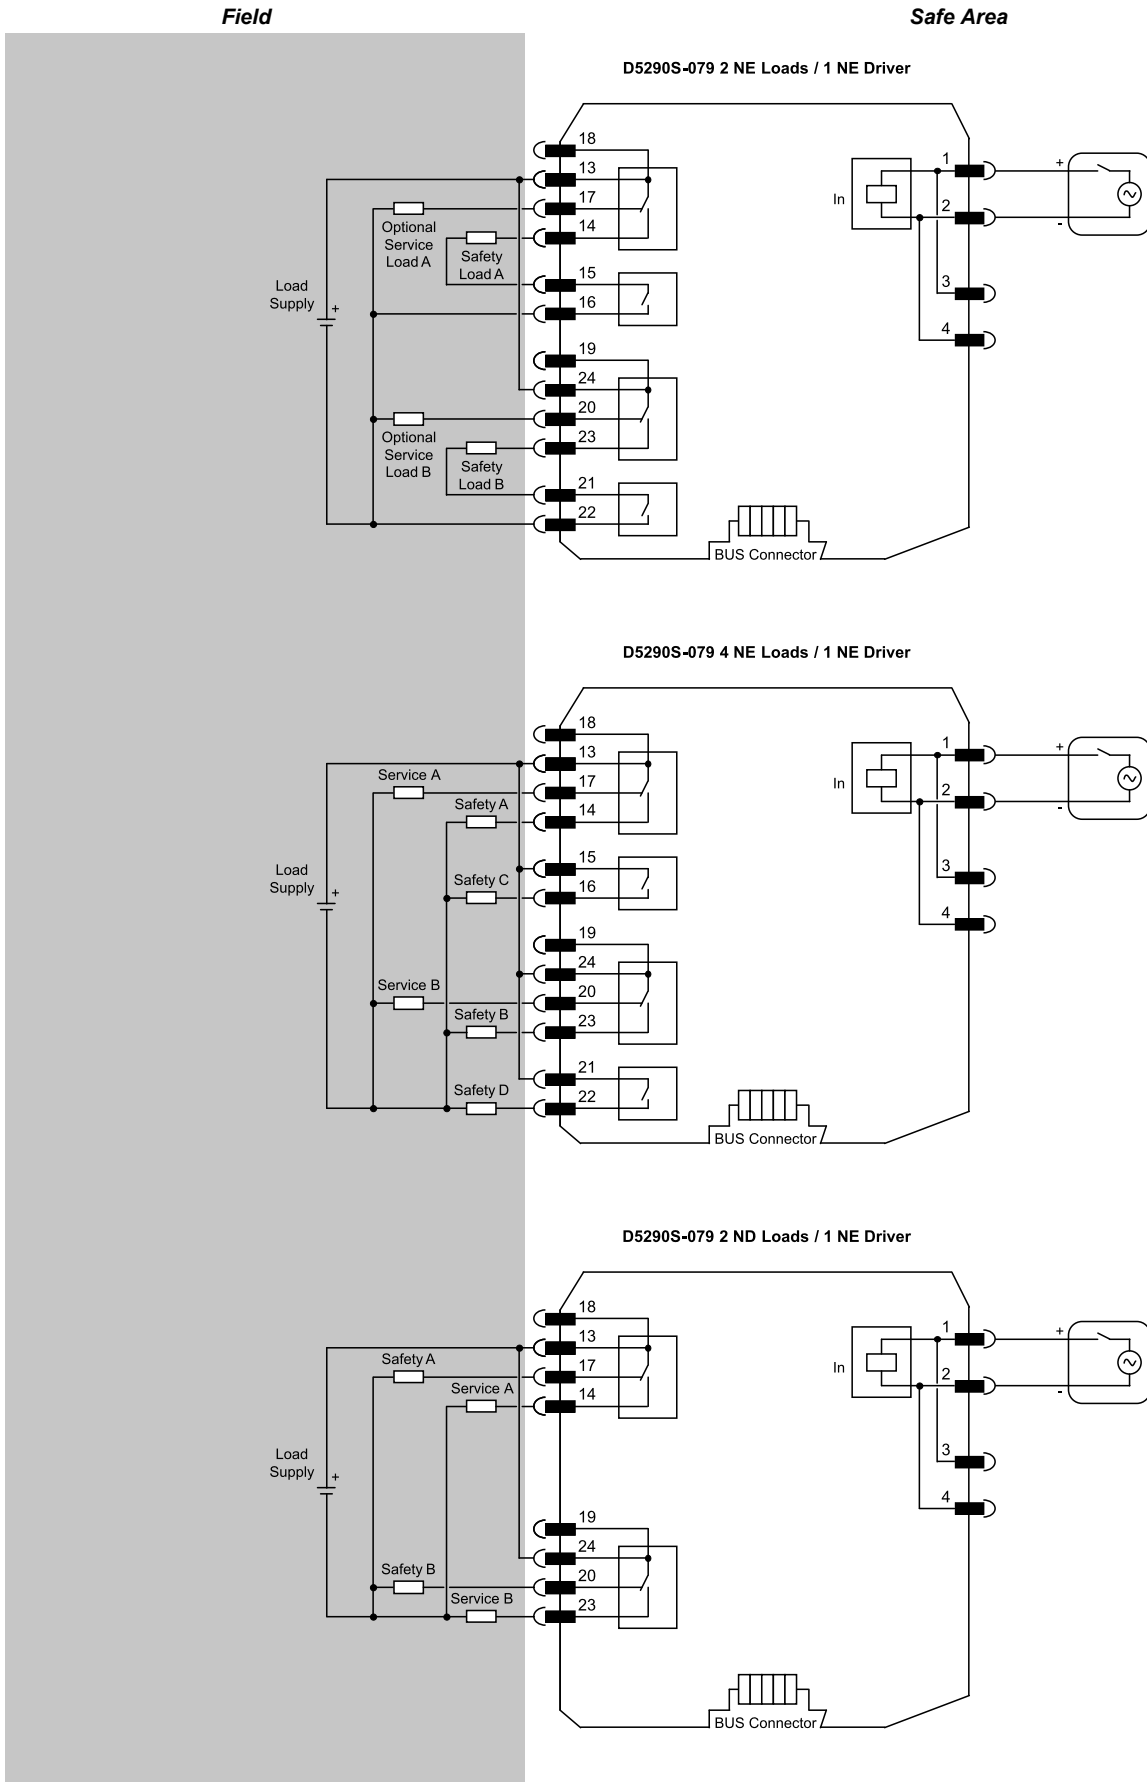 Field
Safe Area
D5290S-079 2 NE Loads / 1 NE Driver
18
13
17
Optional
Service
Load A
14
Safety
Load A
15
16
Load
Supply
+
19
24
20
Optional
Service
Load B
23
Safety
Load B
21
22
In
1
+
2
-
3
4
BUS Connector
D5290S-079 4 NE Loads / 1 NE Driver
18
13
Service A
17
Safety A
14
15
Load
Supply
+
Safety C
16
19
24
Service B
20
Safety B
23
21
Safety D
22
In
1
+
2
-
3
4
BUS Connector
D5290S-079 2 ND Loads / 1 NE Driver
18
13
Safety A
17
Service A
14
Load
Supply
+
19
24
Safety B
20
Service B
23
In
1
+
2
-
3
4
BUS Connector